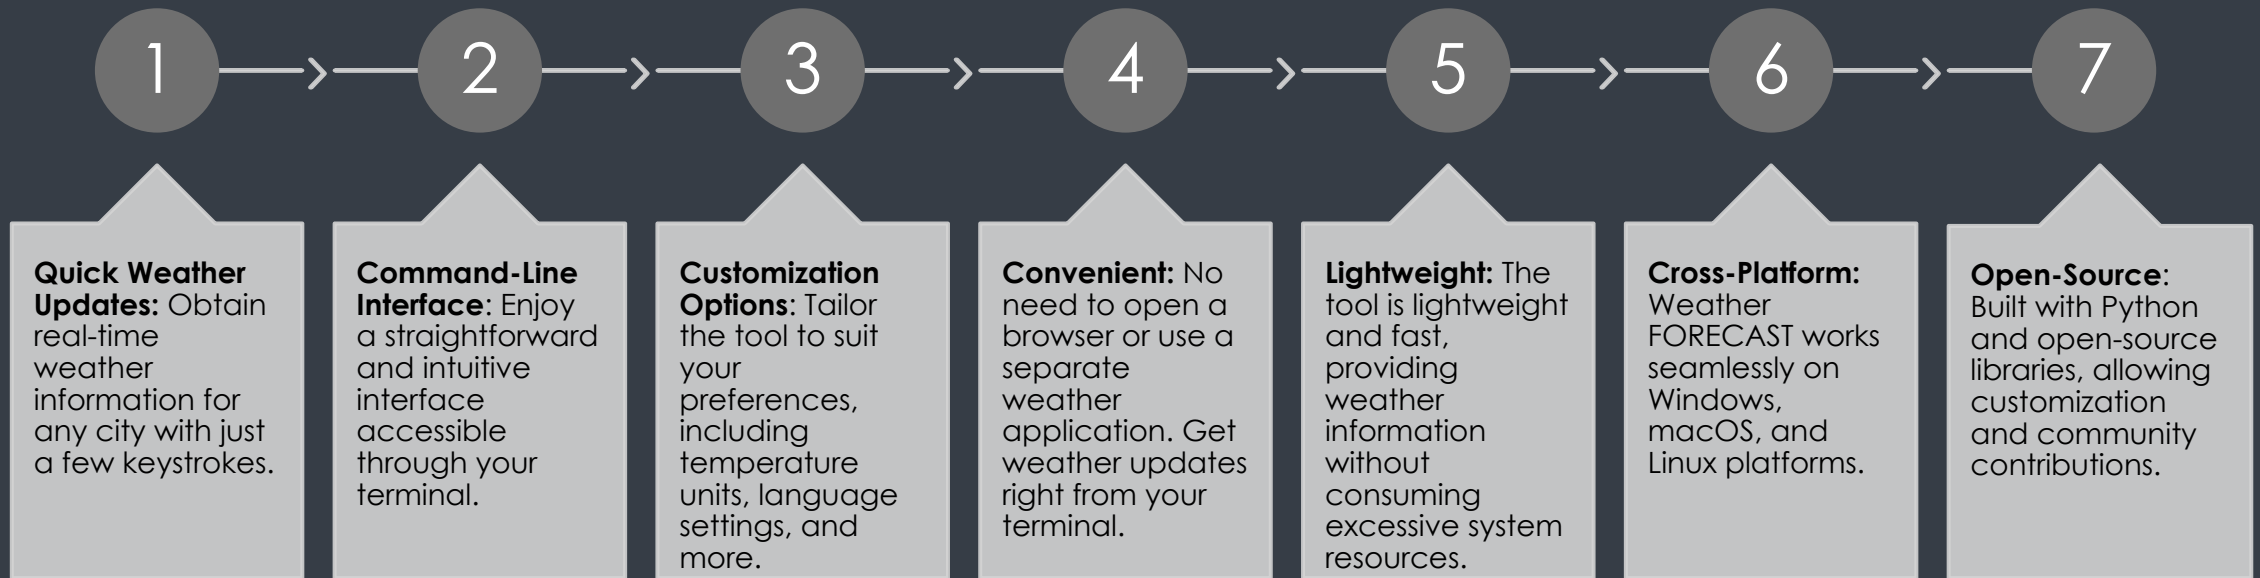 1
2
3
4
5
6
7
Quick Weather
Updates: Obtain
real-time
weather
information for
any city with just
a few keystrokes.
Command-Line
Interface: Enjoy
a straightforward
and intuitive
interface
accessible
through your
terminal.
Customization
Options: Tailor
the tool to suit
your
preferences,
including
temperature
units, language
settings, and
more.
Convenient: No
need to open a
browser or use a
separate
weather
application. Get
weather updates
right from your
terminal.
Lightweight: The
tool is lightweight
and fast,
providing
weather
information
without
consuming
excessive system
resources.
Cross-Platform:
Weather
FORECAST works
seamlessly on
Windows,
macOS, and
Linux platforms.
Open-Source:
Built with Python
and open-source
libraries, allowing
customization
and community
contributions.